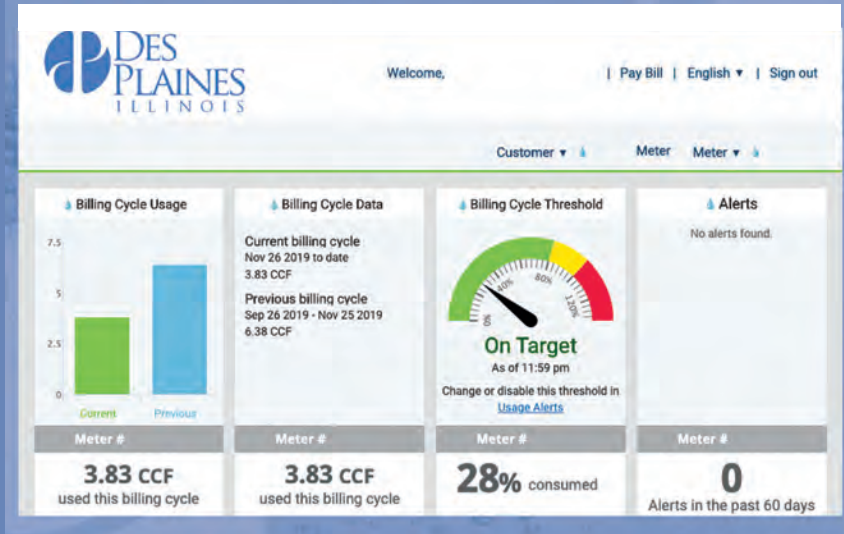 DES
PLAINES
ILLINOIS
Welcome, | Pay Bill | English ▾ | Sign out
Customer ▾ Meter Meter ▾
Billing Cycle Usage
7.5
5
2.5
0
Current Previous
Meter #
3.83 CCF
used this billing cycle
Billing Cycle Data
Current billing cycle
Nov 26 2019 to date
3.83 CCF
Previous billing cycle
Sep 26 2019 - Nov 25 2019
6.38 CCF
Meter #
3.83 CCF
used this billing cycle
Billing Cycle Threshold
40%
80%
120%
On Target
As of 11:59 pm
Change or disable this threshold in
Usage Alerts
Meter #
28% consumed
Alerts
No alerts found.
Meter #
0
Alerts in the past 60 days